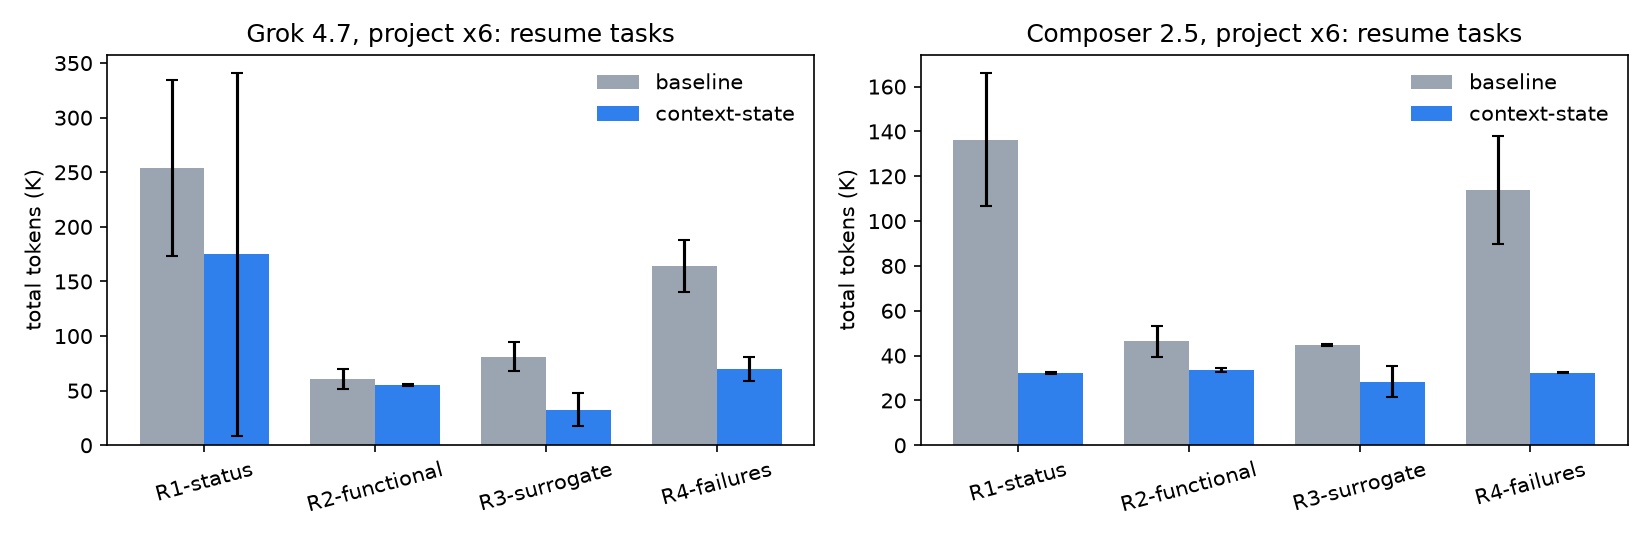 Grok 4.7, project x6: resume tasks
total tokens (K)
350
300
250
200
150
100
50
0
baseline
context-state
R1-status
R2-functional
R3-surrogate
R4-failures
Composer 2.5, project x6: resume tasks
total tokens (K)
160
140
120
100
80
60
40
20
0
baseline
context-state
R1-status
R2-functional
R3-surrogate
R4-failures